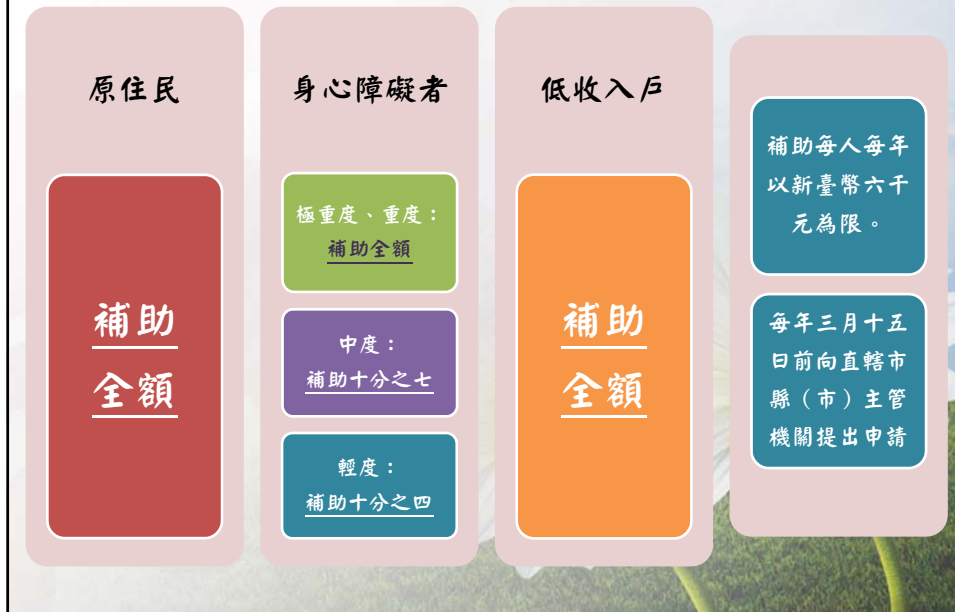 原住民
補助
全額
身心障礙者
極重度、重度：
補助全額
中度：
補助十分之七
輕度：
補助十分之四
低收入戶
補助
全額
補助每人每年
以新臺幣六千
元為限。
每年三月十五
日前向直轄市
縣（市）主管
機關提出申請